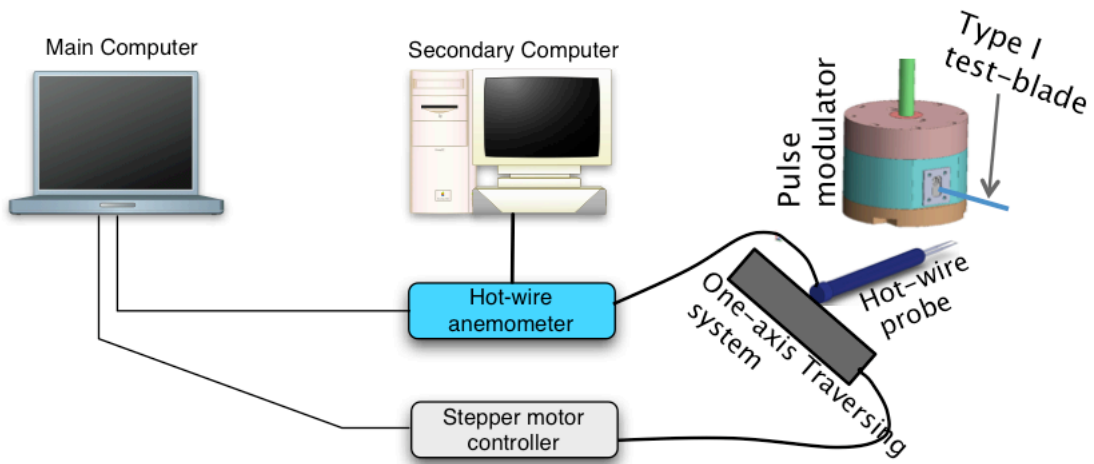 Main Computer
Secondary Computer
Pulse
modulator
Type I
test-blade
Hot-wire
anemometer
One-axis Traversing
system
Hot-wire
probe
Stepper motor
controller